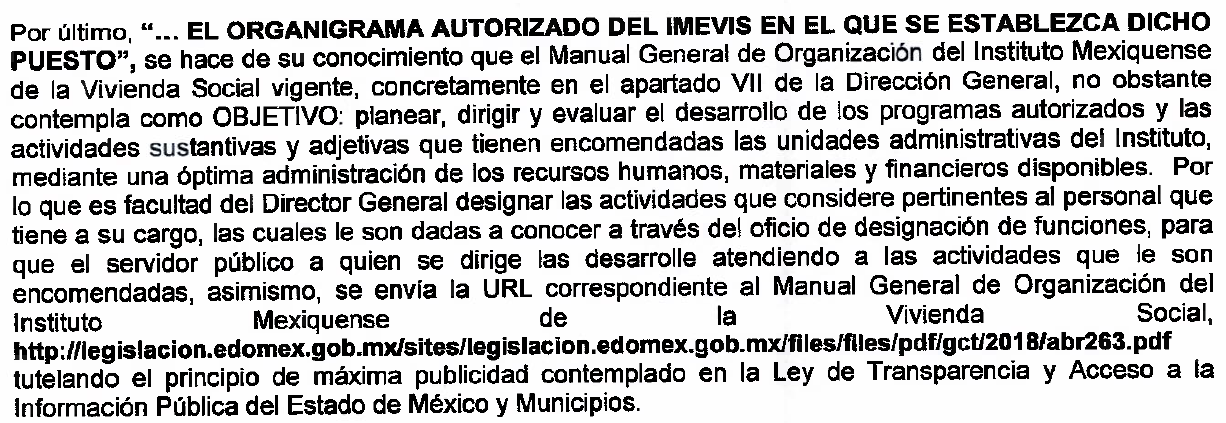 Por último, “... EL ORGANIGRAMA AUTORIZADO DEL IMEVIS EN EL QUE SE ESTABLEZCA DICHO
PUESTO”, se hace de su conocimiento que el Manual General de Organización del Instituto Mexiquense
de la Vivienda Social vigente, concretamente en el apartado VII de la Dirección General, no obstante
contempla como OBJETIVO: planear, dirigir y evaluar el desarrollo de los programas autorizados y las
actividades sustantivas y adjetivas que tienen encomendadas las unidades administrativas del Instituto,
mediante una óptima administración de los recursos humanos, materiales y financieros disponibles. Por
lo que es facultad del Director General designar las actividades que considere pertinentes al personal que
tiene a su cargo, las cuales le son dadas a conocer a través del oficio de designación de funciones, para
que el servidor público a quien se dirige las desarrolle atendiendo a las actividades que le son
encomendadas, asimismo, se envía la URL correspondiente al Manual General de Organización del
Instituto Mexiquense de la Vivienda Social,
http://legislacion.edomex.gob.mx/sites/legislacion.edomex.gob.mx/files/files/pdf/gct/2018/abr263.pdf
tutelando el principio de máxima publicidad contemplado en la Ley de Transparencia y Acceso a la
Información Pública del Estado de México y Municipios.